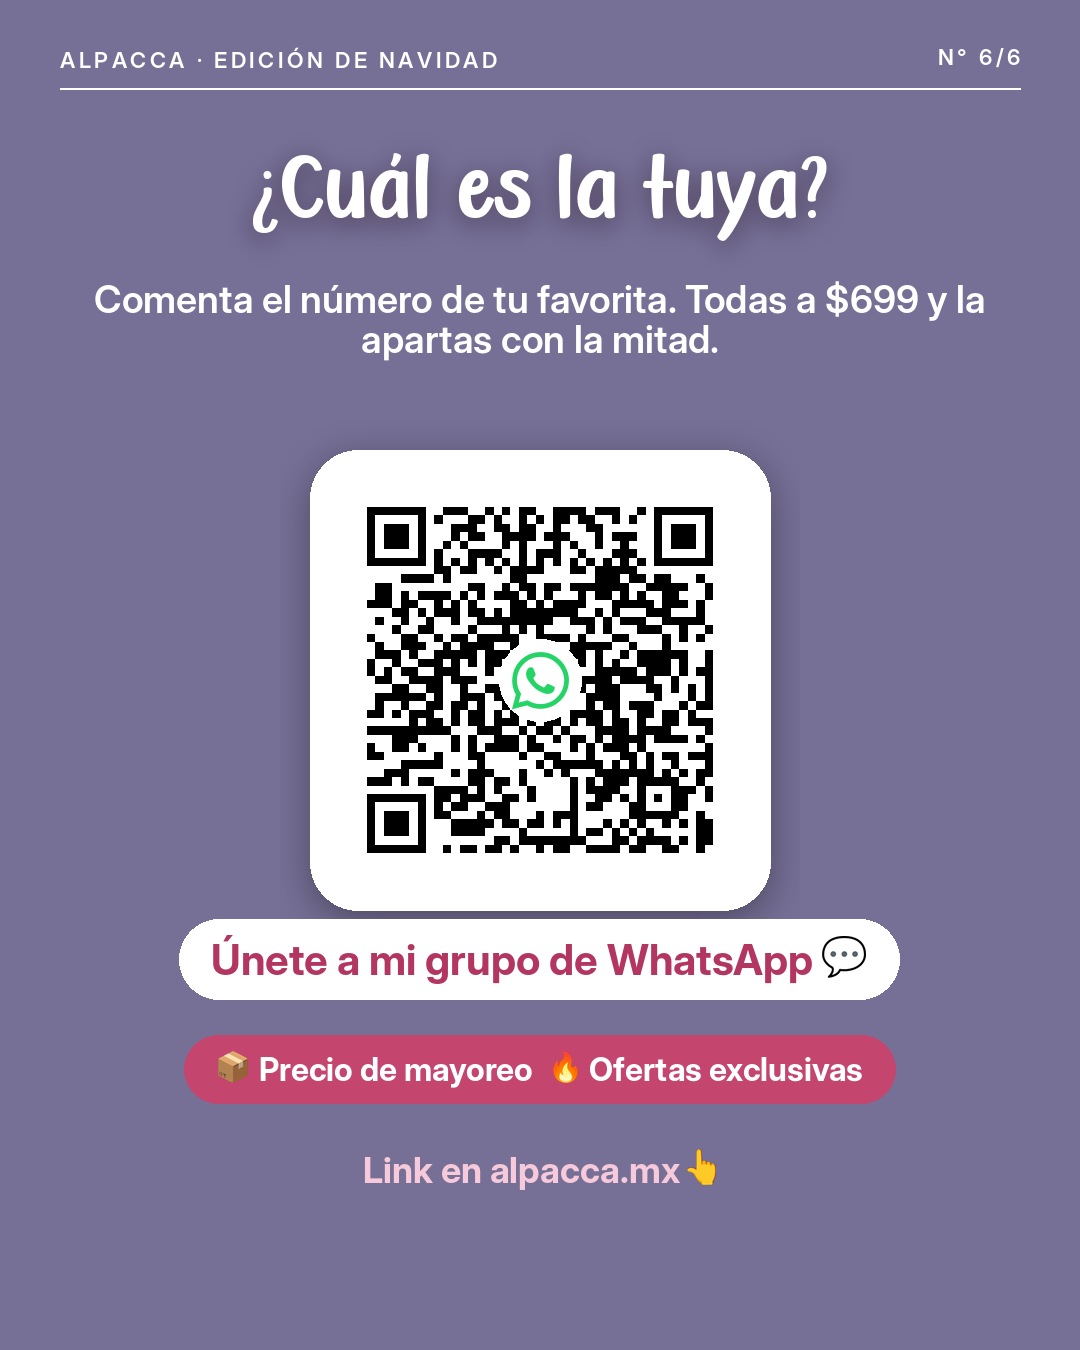 ALPACCA · EDICIÓN DE NAVIDAD
N° 6/6
¿Cuál es la tuya?
Comenta el número de tu favorita. Todas a $699 y la
apartas con la mitad.
Únete a mi grupo de WhatsApp 💬
📦 Precio de mayoreo 🔥 Ofertas exclusivas
Link en alpacca.mx👆